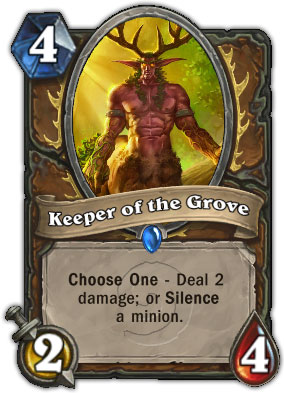 4
Keeper of the Grove
Choose One - Deal 2
damage; or Silence
a minion.
2
4